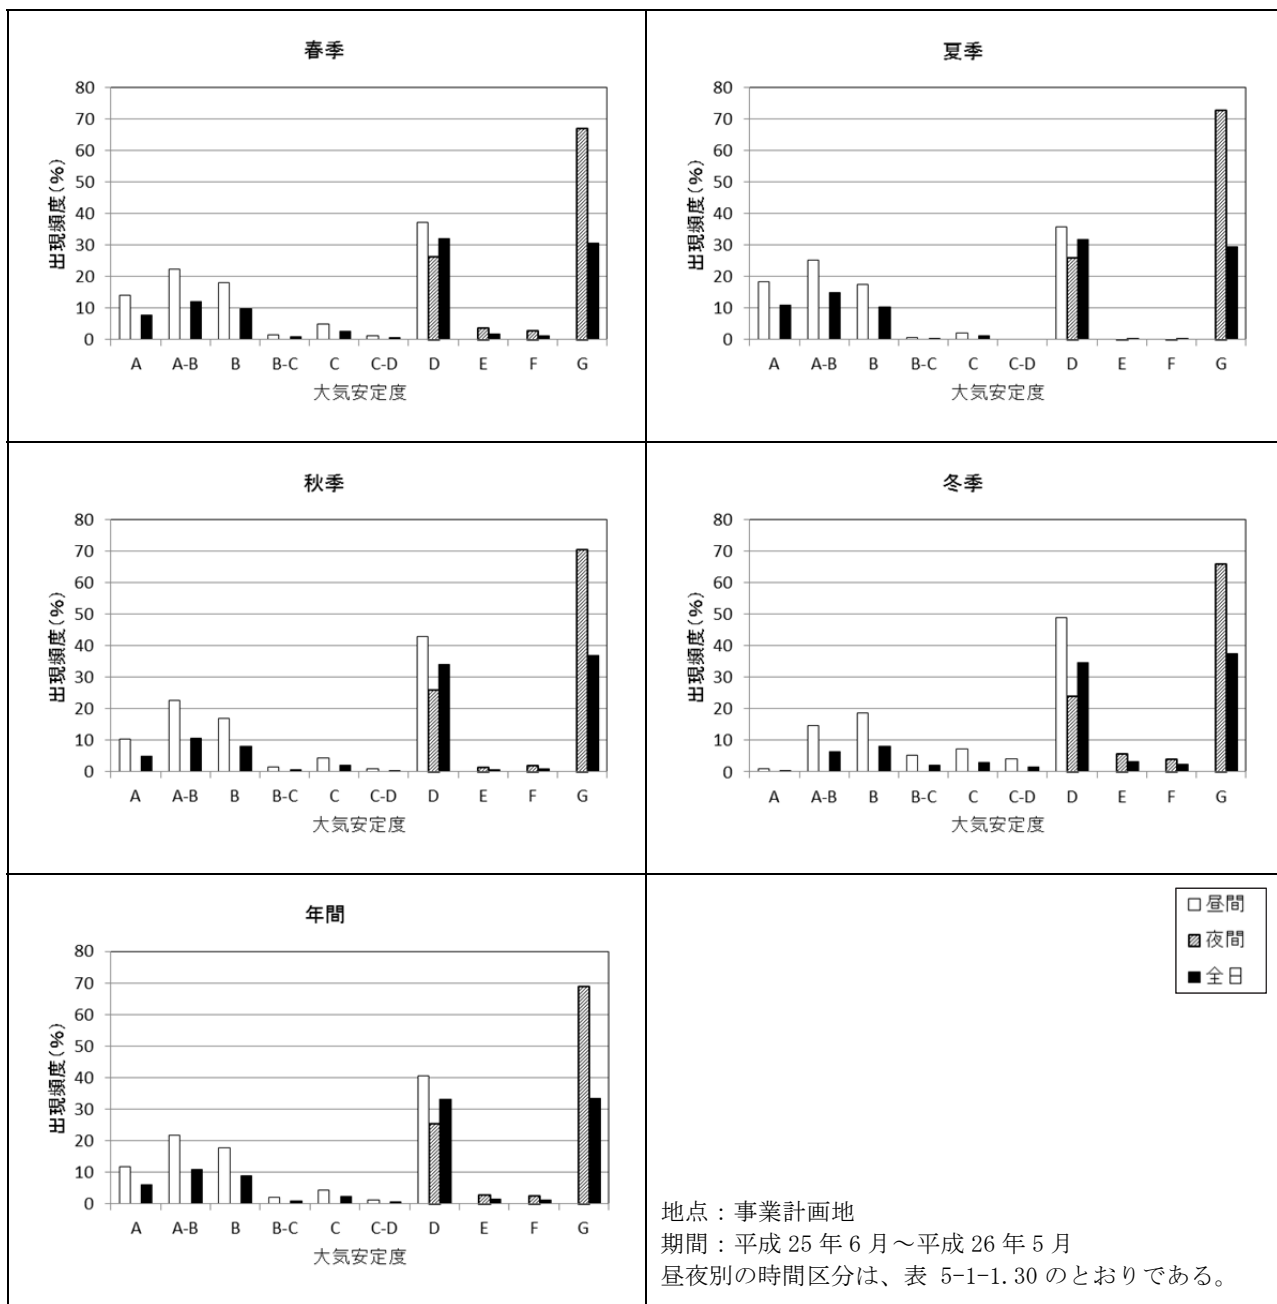 春季
80
70
60
50
40
30
20
10
0
出現頻度(%)
A A-B B B-C C C-D D E F G
大気安定度
夏季
80
70
60
50
40
30
20
10
0
出現頻度(%)
A A-B B B-C C C-D D E F G
大気安定度
秋季
80
70
60
50
40
30
20
10
0
出現頻度(%)
A A-B B B-C C C-D D E F G
大気安定度
冬季
80
70
60
50
40
30
20
10
0
出現頻度(%)
A A-B B B-C C C-D D E F G
大気安定度
年間
80
70
60
50
40
30
20
10
0
出現頻度(%)
A A-B B B-C C C-D D E F G
大気安定度
昼間
夜間
全日
地点：事業計画地
期間：平成 25 年 6 月～平成 26 年 5 月
昼夜別の時間区分は、表 5-1-1.30 のとおりである。